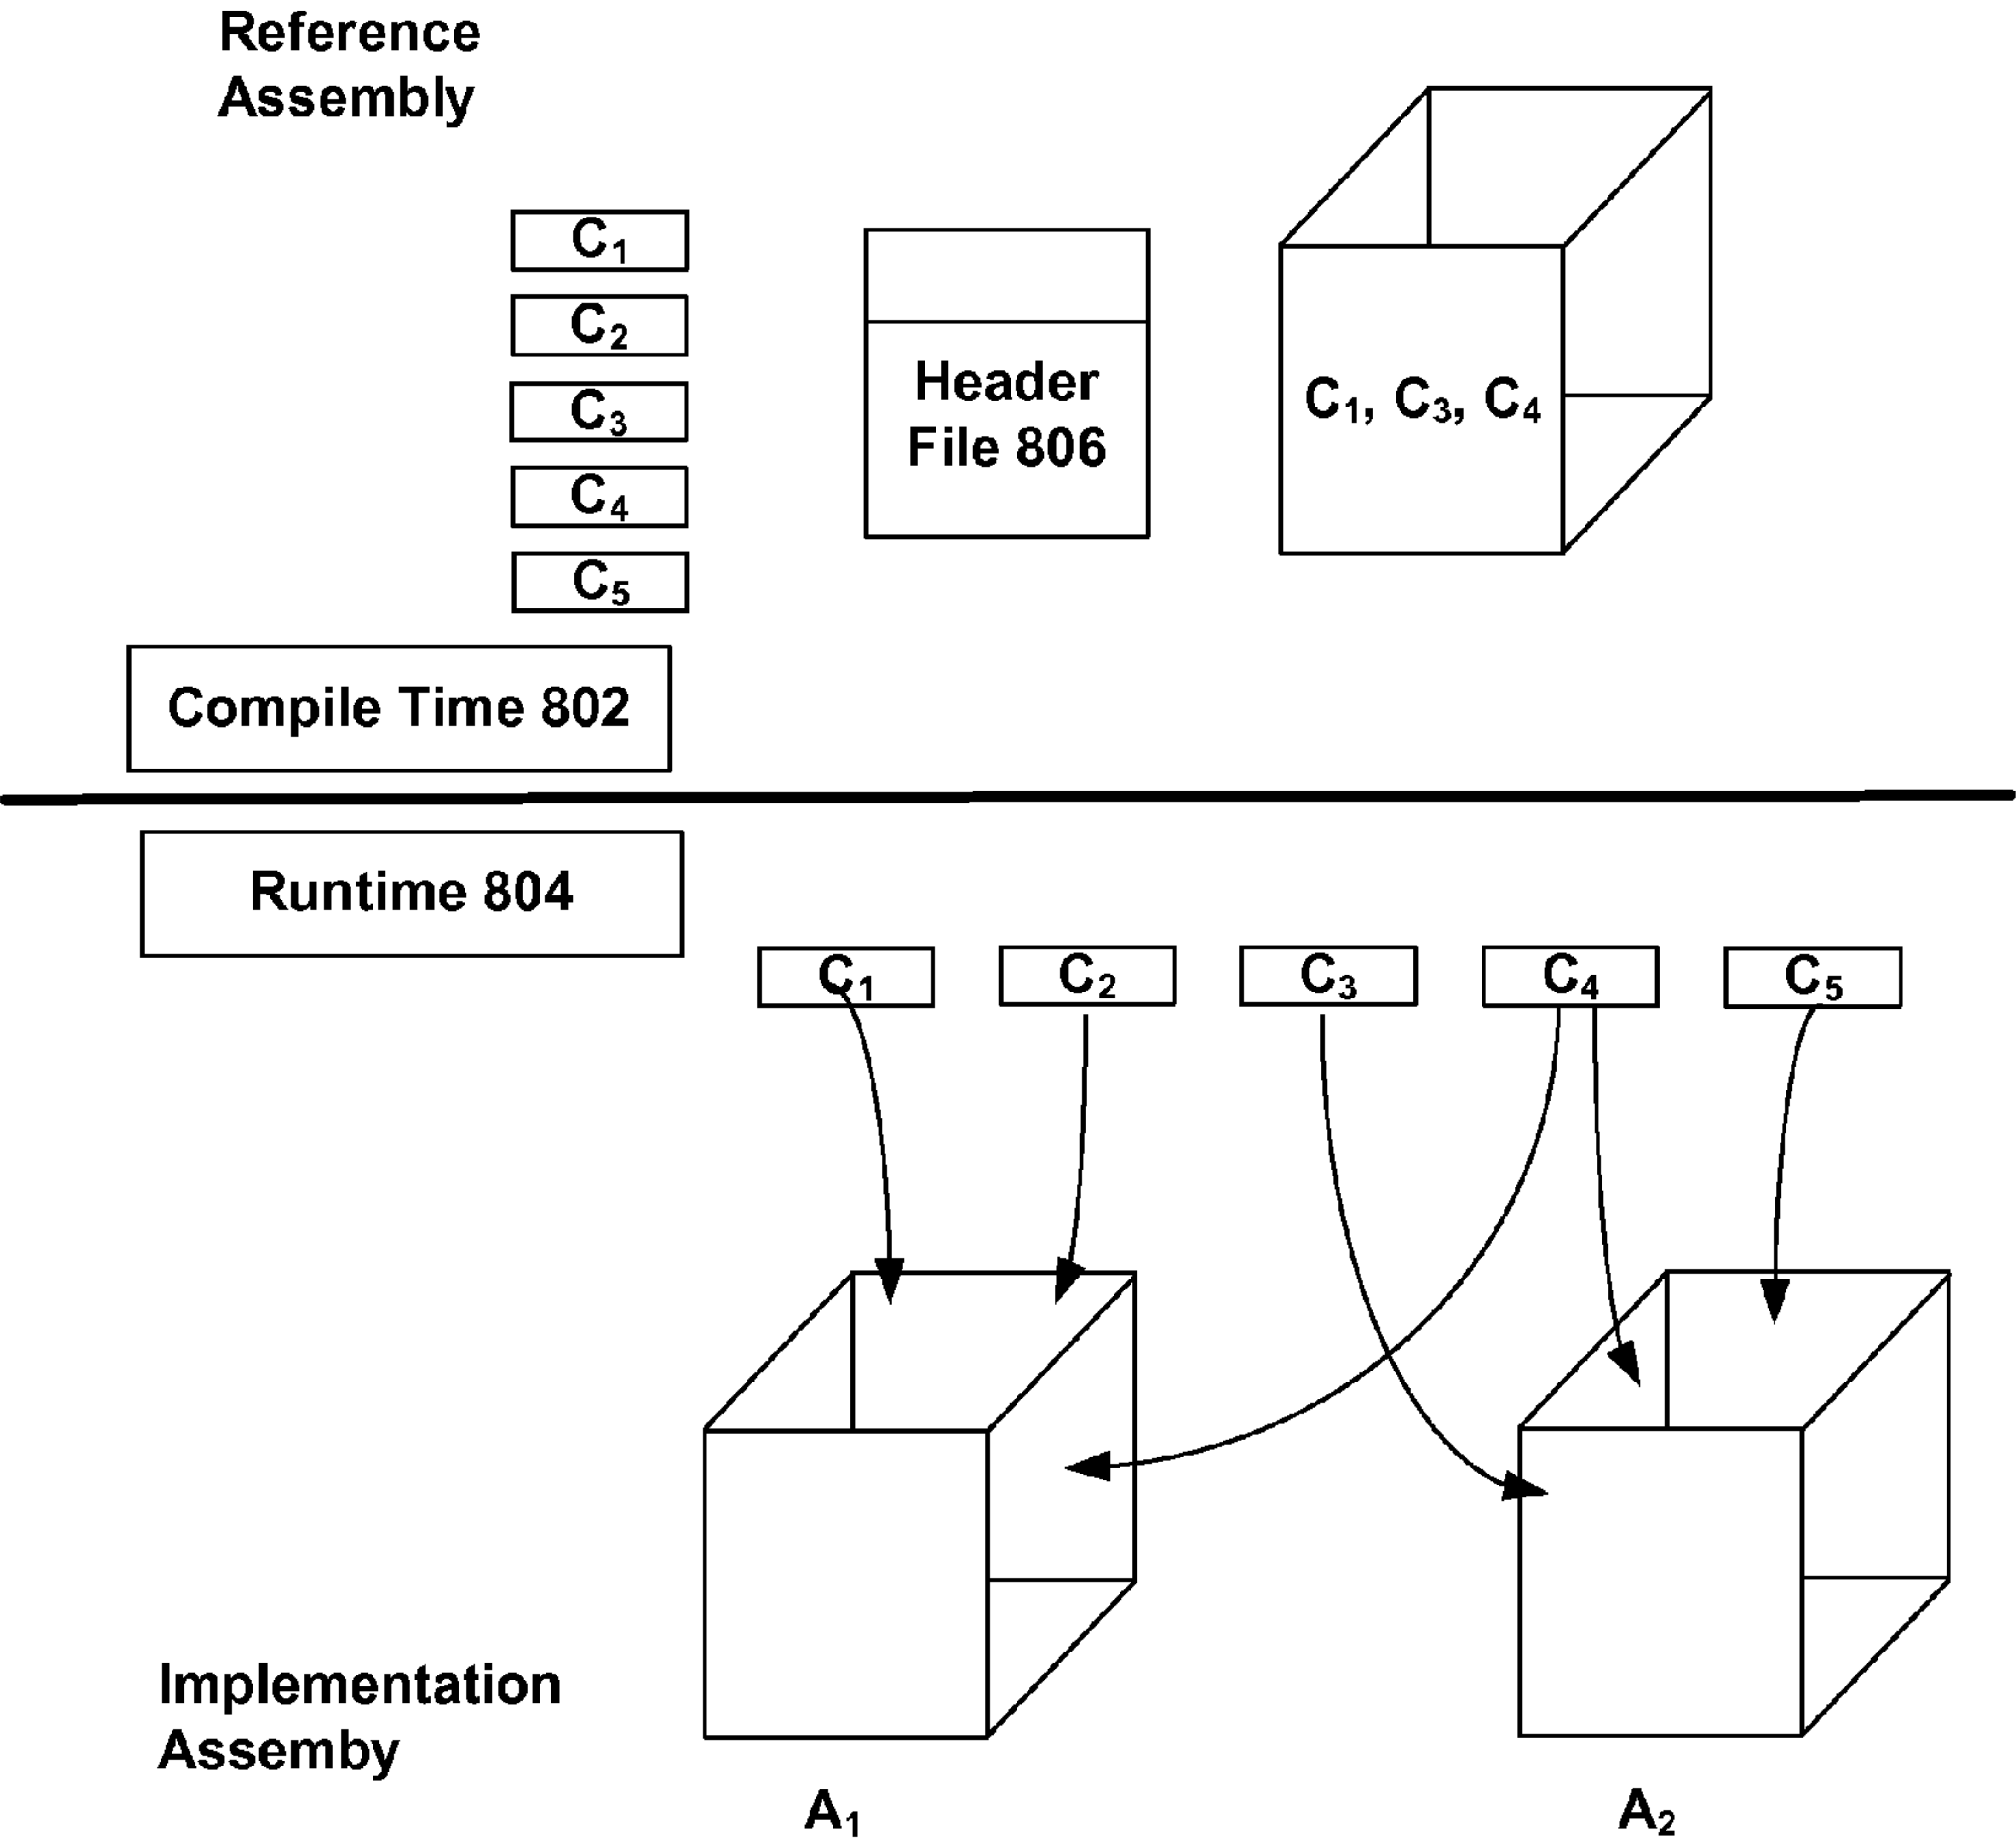 Reference
Assembly
C1
C2
C3
C4
C5
Header
File 806
C1, C3, C4
Compile Time 802
Runtime 804
C1
C2
C3
C4
C5
Implementation
Assemby
A1
A2